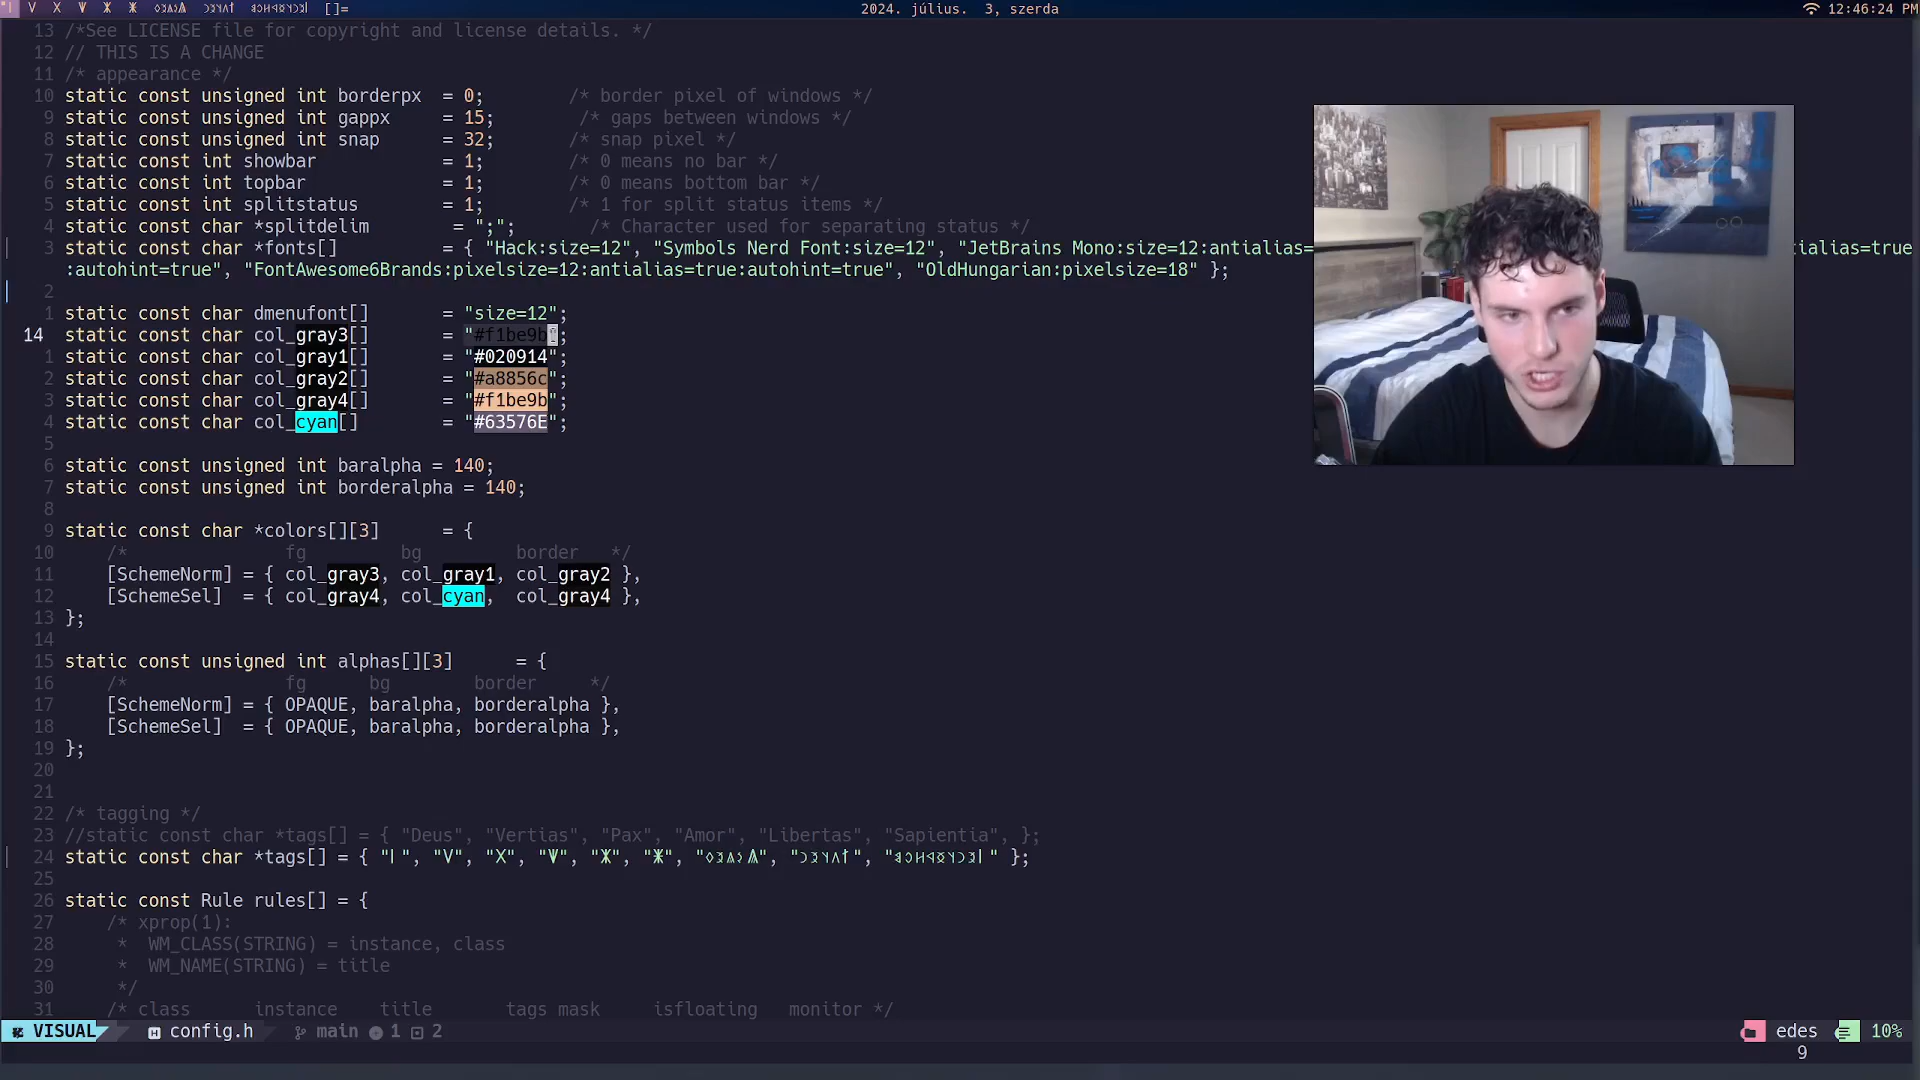 V X
[]=
2024. július. 3, szerda
12:46:24 PM
13 /*See LICENSE file for copyright and license details. */
12 // THIS IS A CHANGE
11 /* appearance */
10 static const unsigned int borderpx = 0; /* border pixel of windows */
9 static const unsigned int gappx = 15; /* gaps between windows */
8 static const unsigned int snap = 32; /* snap pixel */
7 static const int showbar = 1; /* 0 means no bar */
6 static const int topbar = 1; /* 0 means bottom bar */
5 static const int splitstatus = 1; /* 1 for split status items */
4 static const char *splitdelim = ";"; /* Character used for separating status */
3 static const char *fonts[] = { "Hack:size=12", "Symbols Nerd Font:size=12", "JetBrains Mono:size=12:antialias= alias=true
:autohint=true", "FontAwesome6Brands:pixelsize=12:antialias=true:autohint=true", "OldHungarian:pixelsize=18" };
2
1 static const char dmenufont[] = "size=12";
14 static const char col_gray3[] = "#f1be9b";
1 static const char col_gray1[] = "#020914";
2 static const char col_gray2[] = "#a8856c";
3 static const char col_gray4[] = "#f1be9b";
4 static const char col_cyan[] = "#63576E";
5
6 static const unsigned int baralpha = 140;
7 static const unsigned int borderalpha = 140;
8
9 static const char *colors[][3] = {
10 /* fg bg border */
11 [SchemeNorm] = { col_gray3, col_gray1, col_gray2 },
12 [SchemeSel] = { col_gray4, col_cyan, col_gray4 },
13 };
14
15 static const unsigned int alphas[][3] = {
16 /* fg bg border */
17 [SchemeNorm] = { OPAQUE, baralpha, borderalpha },
18 [SchemeSel] = { OPAQUE, baralpha, borderalpha },
19 };
20
21
22 /* tagging */
23 //static const char *tags[] = { "Deus", "Vertias", "Pax", "Amor", "Libertas", "Sapientia", };
24 static const char *tags[] = { "I", "V", "X", };
25
26 static const Rule rules[] = {
27 /* xprop(1):
28 * WM_CLASS(STRING) = instance, class
29 * WM_NAME(STRING) = title
30 */
31 /* class instance title tags mask isfloating monitor */
VISUAL config.h main 1 2 edes 10%
9